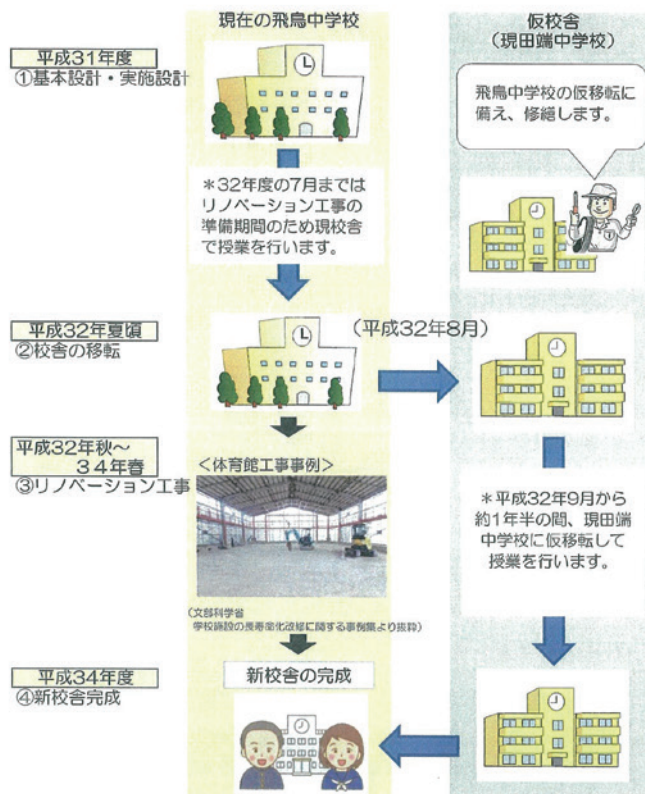 現在の飛鳥中学校
仮校舎
（現田端中学校）
平成31年度
①基本設計・実施設計
飛鳥中学校の仮移転に
備え、修繕します。
＊32年度の7月までは
リノベーション工事の
準備期間のため現校舎
で授業を行います。
平成32年夏頃
②校舎の移転
（平成32年8月）
平成32年秋～
34年春
③リノベーション工事
＜体育館工事事例＞
＊平成32年9月から
約1年半の間、現田端
中学校に仮移転して
授業を行います。
（文部科学省
学校施設の長寿命化改修に関する事例集より抜粋）
平成34年度
④新校舎完成
新校舎の完成